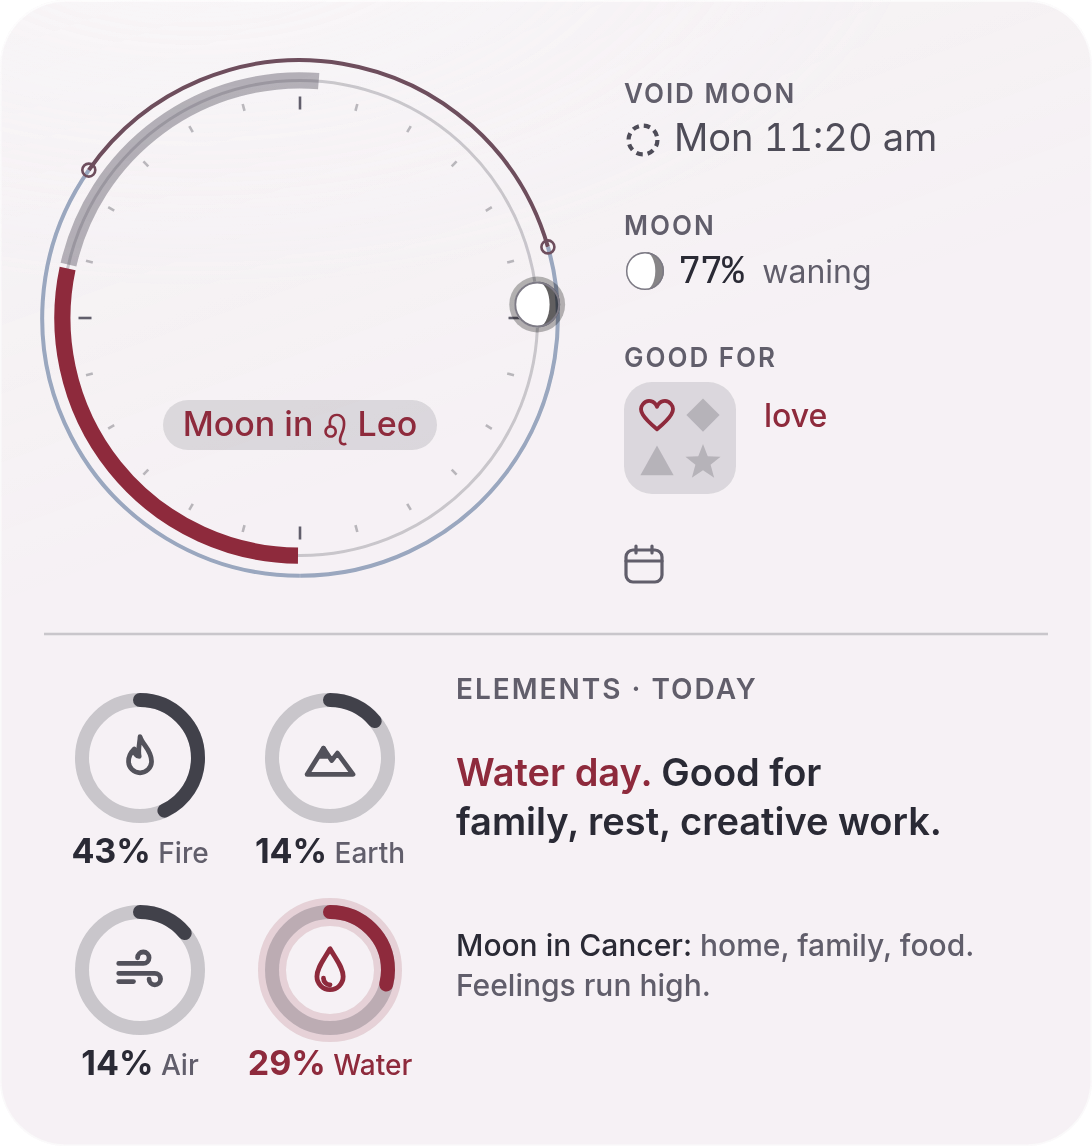 VOID MOON
Mon 11:20 am
MOON
77% waning
GOOD FOR
love
Moon in ♌ Leo
ELEMENTS · TODAY
Water day. Good for
family, rest, creative work.
Moon in Cancer: home, family, food.
Feelings run high.
43% Fire
14% Earth
14% Air
29% Water